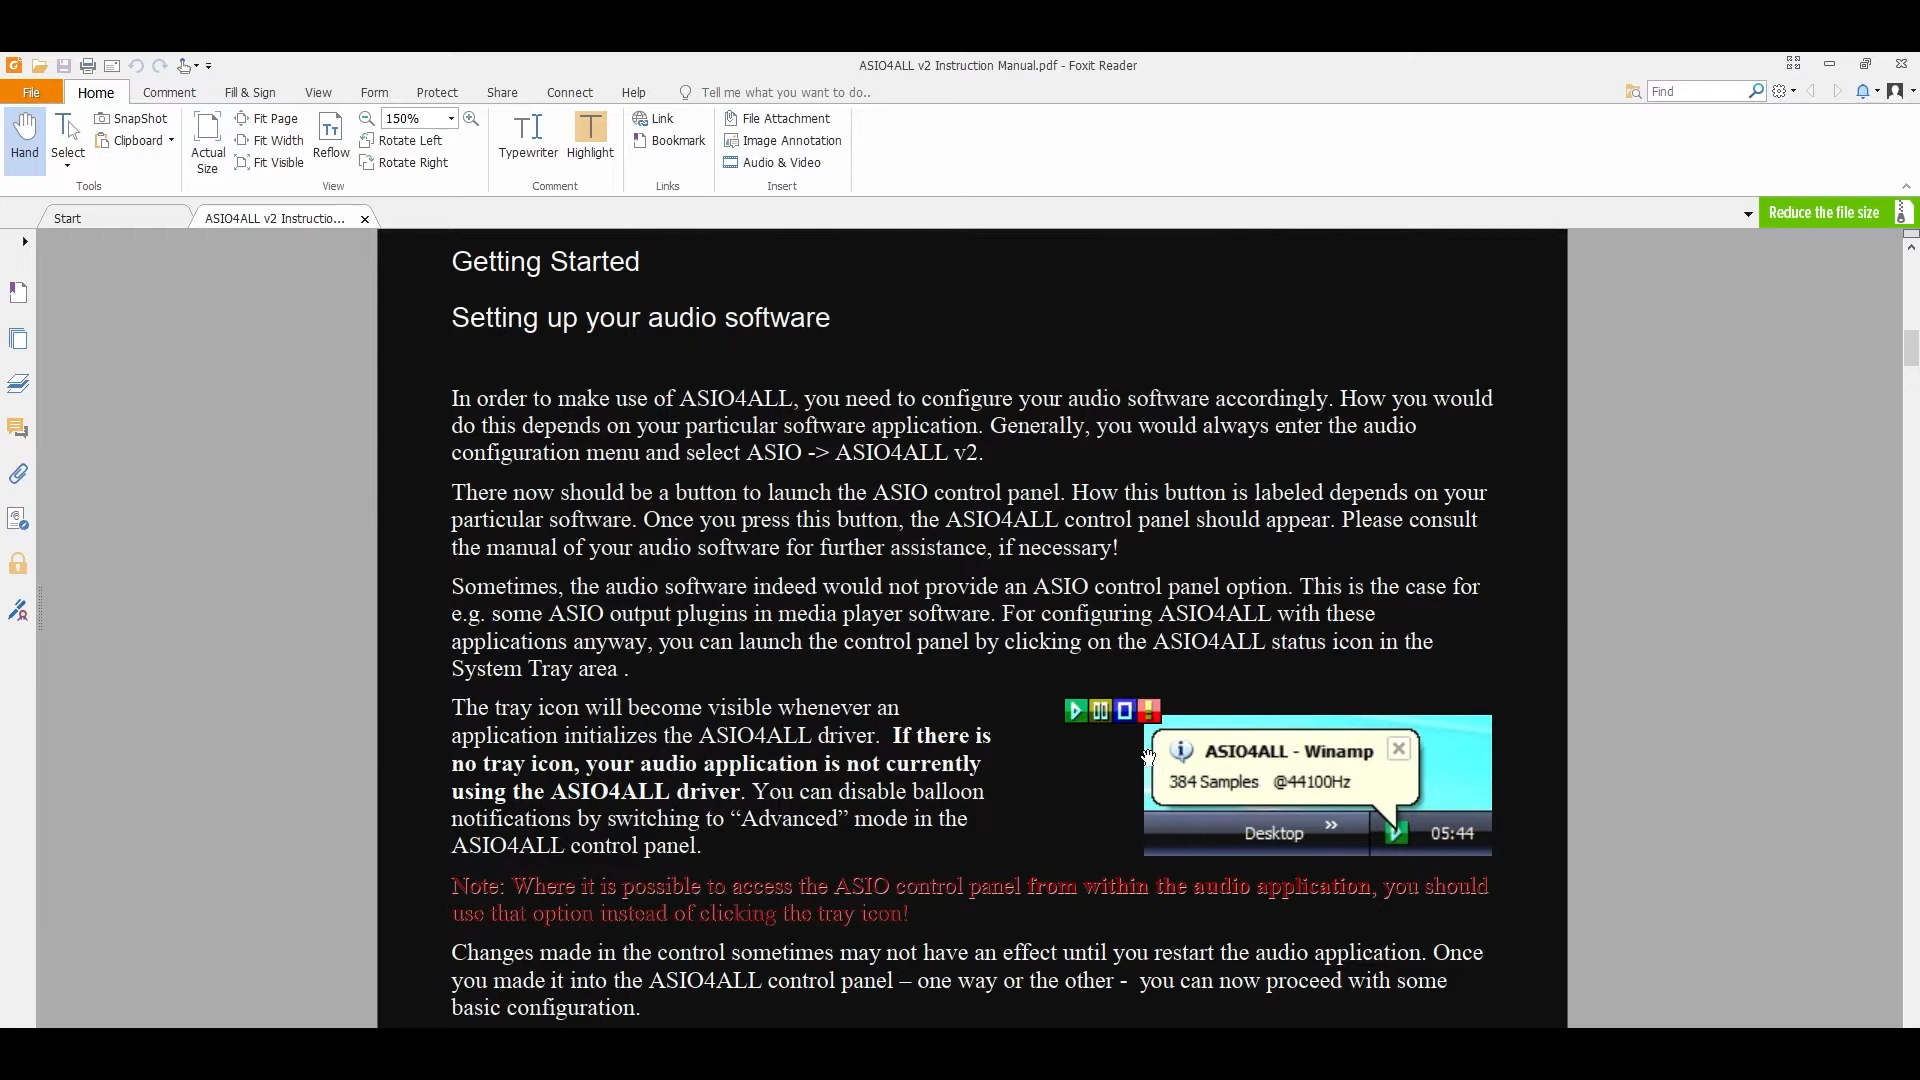 ASIO4ALL v2 Instruction Manual.pdf - Foxit Reader
File Home Comment Fill & Sign View Form Protect Share Connect Help Tell me what you want to do.. Find
Hand
Select
SnapShot
Clipboard
Tools
Actual
Size
Fit Page
Fit Width
Fit Visible
Reflow
150%
Rotate Left
Rotate Right
View
Typewriter
Highlight
Comment
Link
Bookmark
Links
File Attachment
Image Annotation
Audio & Video
Insert
Start ASIO4ALL v2 Instructio... Reduce the file size
Getting Started
Setting up your audio software
In order to make use of ASIO4ALL, you need to configure your audio software accordingly. How you would
do this depends on your particular software application. Generally, you would always enter the audio
configuration menu and select ASIO -> ASIO4ALL v2.
There now should be a button to launch the ASIO control panel. How this button is labeled depends on your
particular software. Once you press this button, the ASIO4ALL control panel should appear. Please consult
the manual of your audio software for further assistance, if necessary!
Sometimes, the audio software indeed would not provide an ASIO control panel option. This is the case for
e.g. some ASIO output plugins in media player software. For configuring ASIO4ALL with these
applications anyway, you can launch the control panel by clicking on the ASIO4ALL status icon in the
System Tray area .
The tray icon will become visible whenever an
application initializes the ASIO4ALL driver. If there is
no tray icon, your audio application is not currently
using the ASIO4ALL driver. You can disable balloon
notifications by switching to “Advanced” mode in the
ASIO4ALL control panel.
ASIO4ALL - Winamp
384 Samples @44100Hz
Desktop » 05:44
Note: Where it is possible to access the ASIO control panel from within the audio application, you should
use that option instead of clicking the tray icon!
Changes made in the control sometimes may not have an effect until you restart the audio application. Once
you made it into the ASIO4ALL control panel – one way or the other - you can now proceed with some
basic configuration.